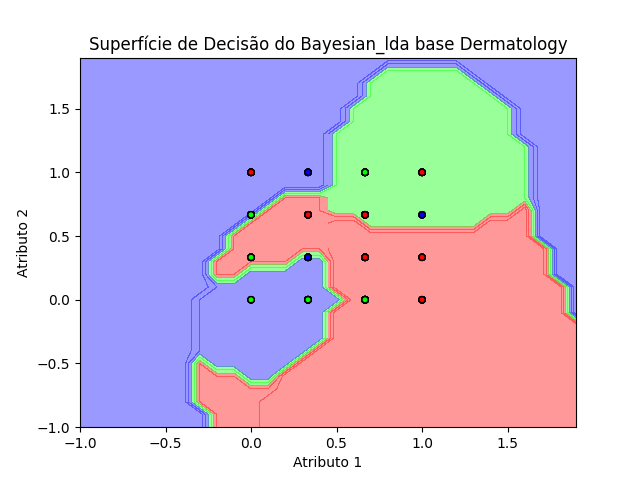 Superfície de Decisão do Bayesian_lda base Dermatology
1.5
1.0
0.5
0.0
−0.5
−1.0
Atributo 2
−1.0 −0.5 0.0 0.5 1.0 1.5
Atributo 1